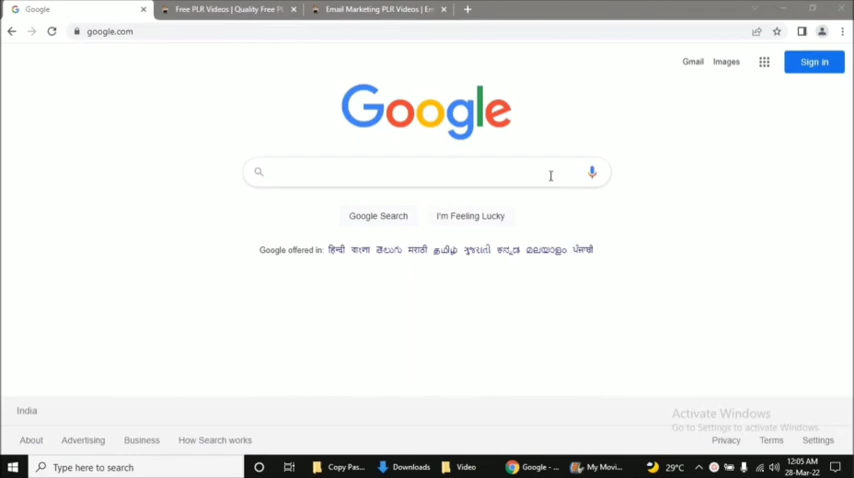 Google
Free PLR Videos | Quality Free PL
Email Marketing PLR Videos | Em
google.com
Gmail
Images
Sign in
Google
Google Search
I'm Feeling Lucky
Google offered in: हिन्दी বাংলা తెలుగు मराठी தமிழ் ગુજરાતી ಕನ್ನಡ മലയാളം ਪੰਜਾਬੀ
India
Activate Windows
Go to Settings to activate Windows.
About
Advertising
Business
How Search works
Privacy
Terms
Settings
Type here to search
Copy Pas...
Downloads
Video
Google - ...
My Movi...
29°C
12:05 AM
28-Mar-22